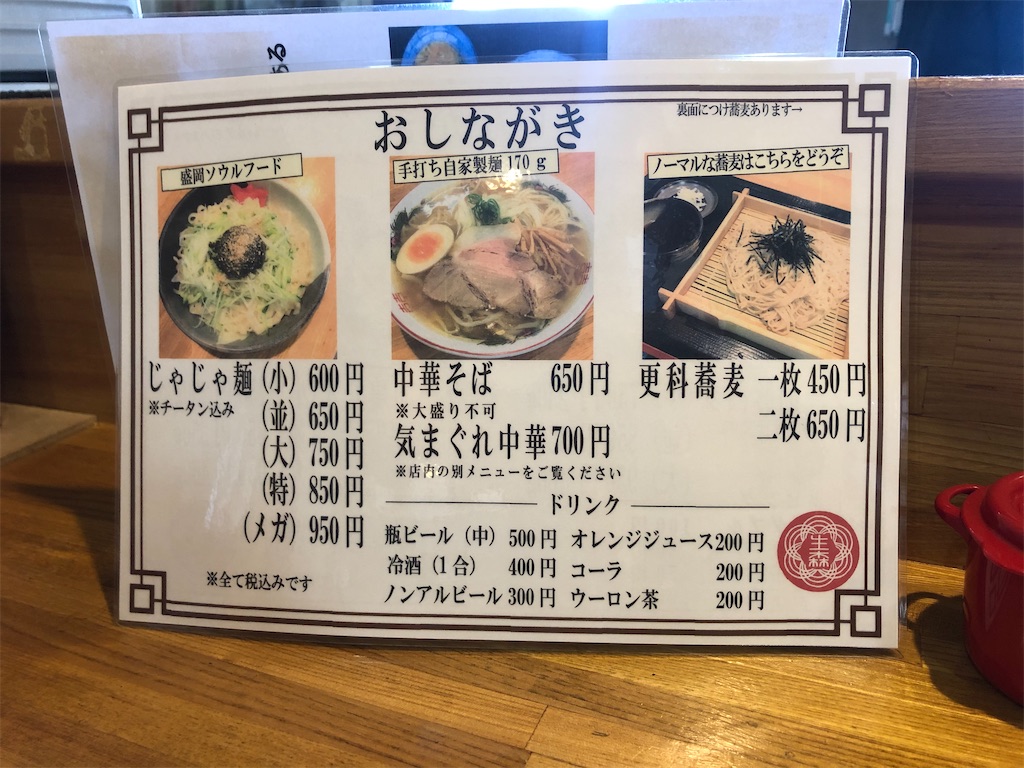 ある
おしながき
裏面につけ蕎麦あります→
盛岡ソウルフード
じゃじゃ麺(小) 600円
※チータン込み
(並) 650円
(大) 750円
(特) 850円
(メガ) 950円
※全て税込みです
手打ち自家製麺170g
中華そば 650円
※大盛り不可
気まぐれ中華700円
※店内の別メニューをご覧ください
ノーマルな蕎麦はこちらをどうぞ
更科蕎麦 一枚450円
二枚650円
ドリンク
瓶ビール(中) 500円
冷酒(1合) 400円
ノンアルビール300円
オレンジジュース200円
コーラ 200円
ウーロン茶 200円